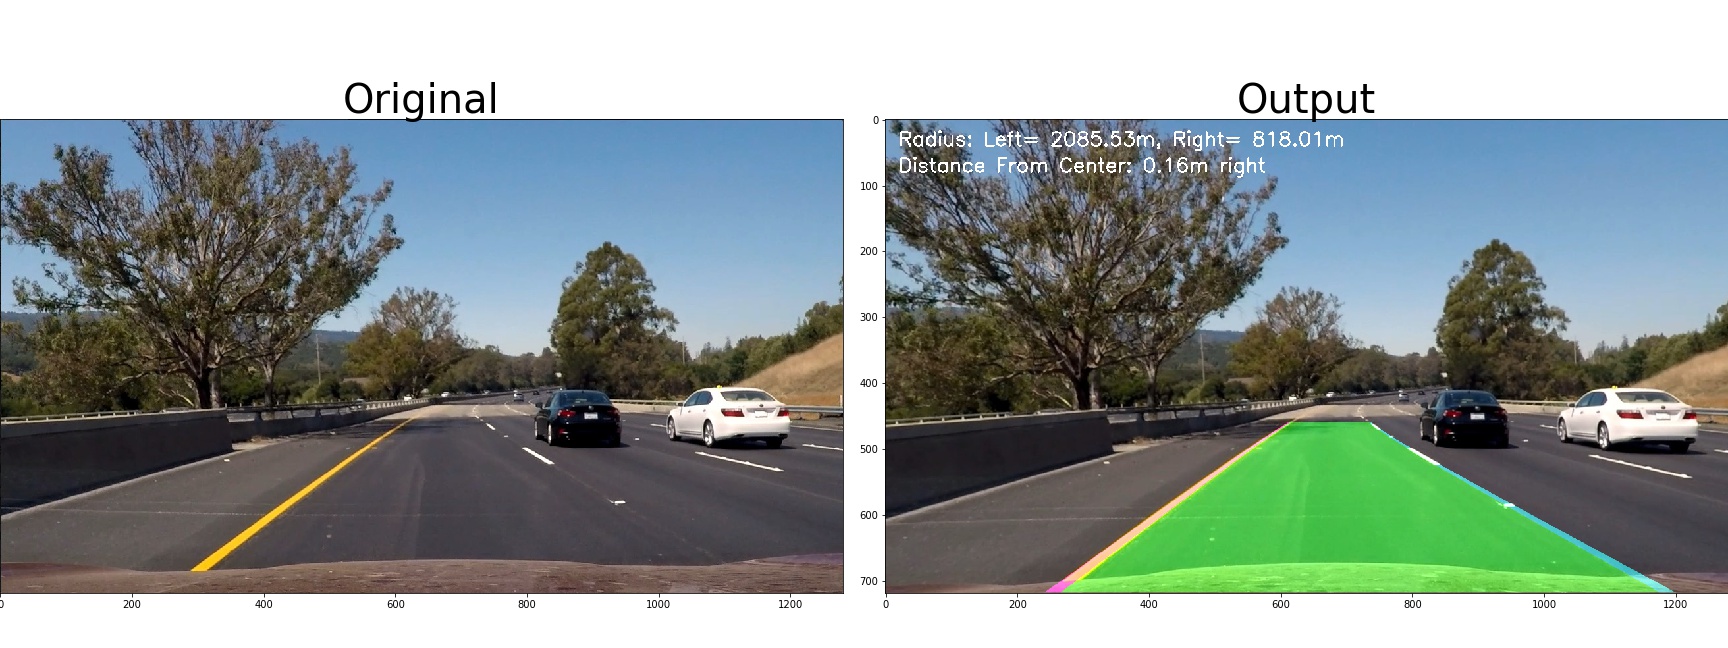 Original
Output
0
Radius: Left= 2085.53m, Right= 818.01m
Distance From Center: 0.16m right
100
200
300
400
500
600
700
0 200 400 600 800 1000 1200
0 200 400 600 800 1000 1200